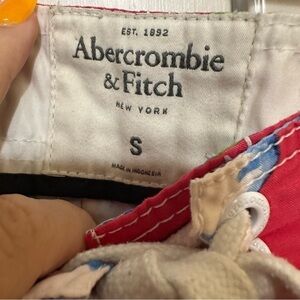 EST. 1892
Abercrombie
& Fitch
NEW YORK
S
MADE IN INDONESIA